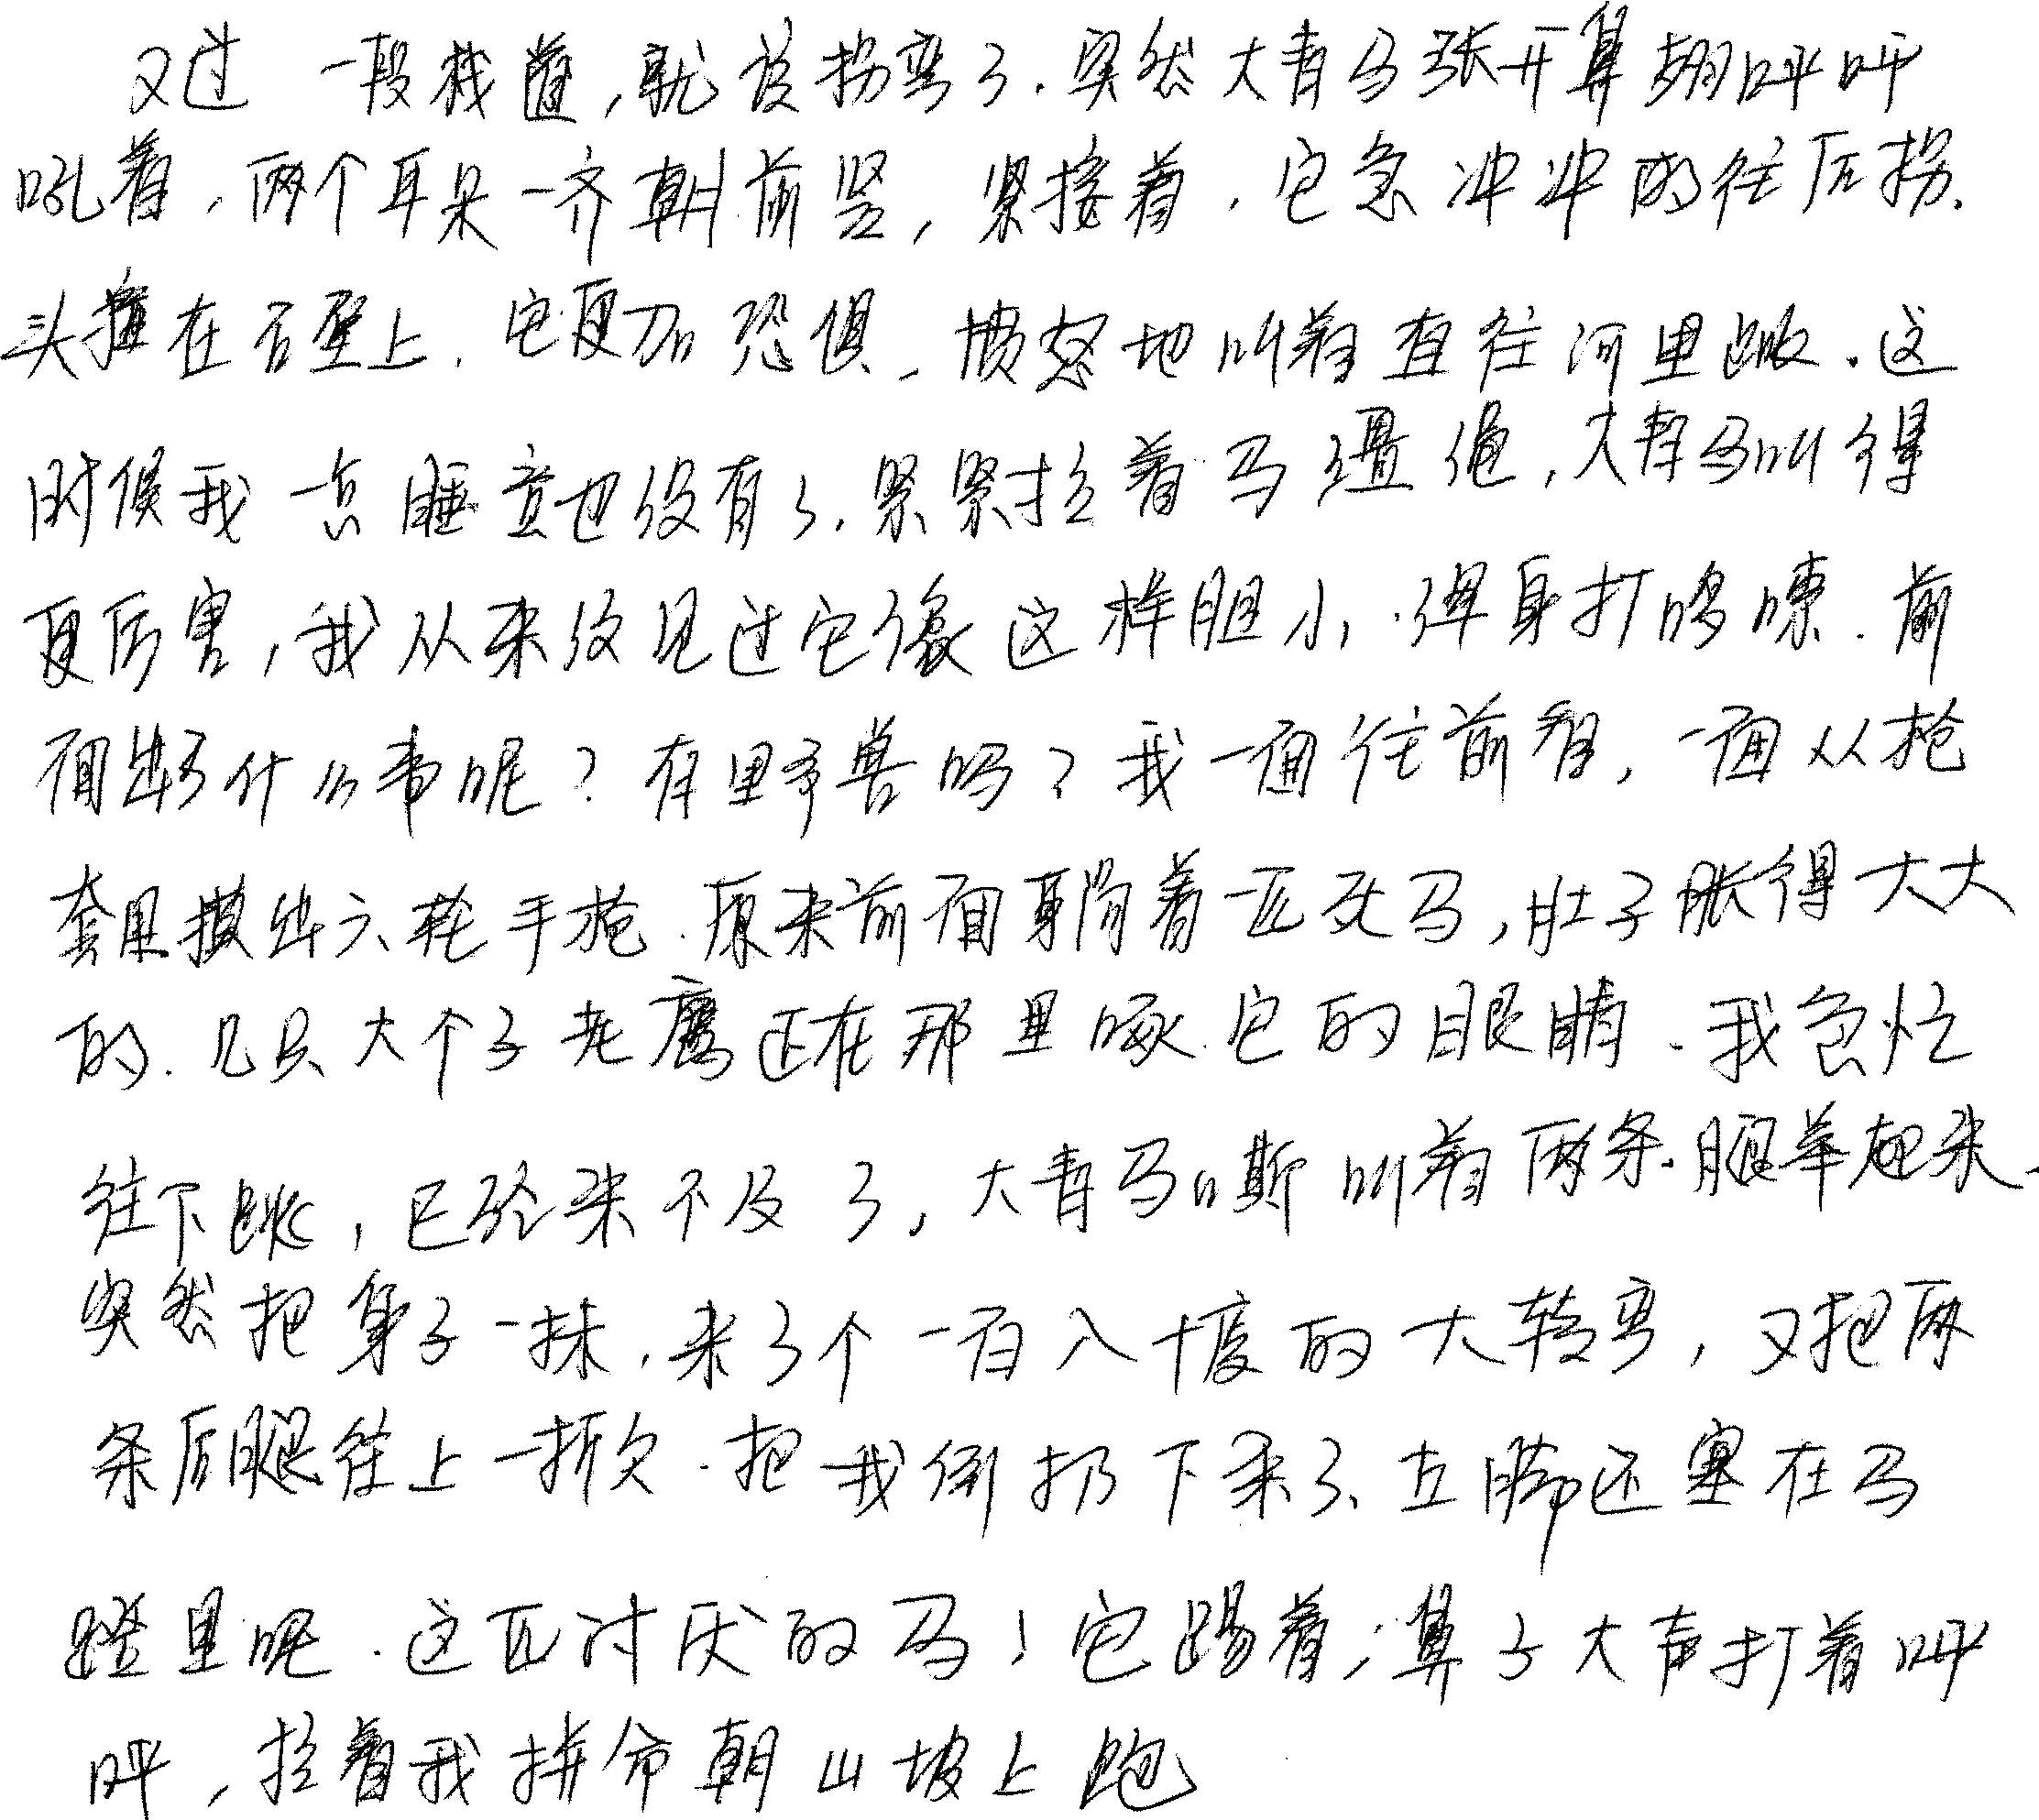 又过一段栈道,就该拐弯了.突然大青马张开鼻翅呼呼
吼着,两个耳朵一齐朝前竖,紧接着,它急冲冲的往后拐.
头撞在石壁上,它更加恐惧,愤怒地叫着直往河里跳.这
时候我一点睡意也没有了.紧紧拉着马缰绳,大青马叫得
更厉害,我从来没见过它像这样胆小,浑身打哆嗦.前
面出了什么事呢?有野兽吗?我一面往前看,一面从枪
套里摸出六轮手枪.原来前面躺着一匹死马,肚子胀得大大
的.几只大个子老鹰正在那里啄它的眼睛.我急忙
往下跳,已经来不及了,大青马嘶叫着两条腿举起来.
突然把身子一抹,来了个一百八十度的大转弯,又把两
条后腿往上一掀.把我倒扔下来了、左脚还塞在马
蹬里呢.这匹讨厌的马!它踢着;鼻子大声打着呼
呼,拉着我拼命朝山坡上跑